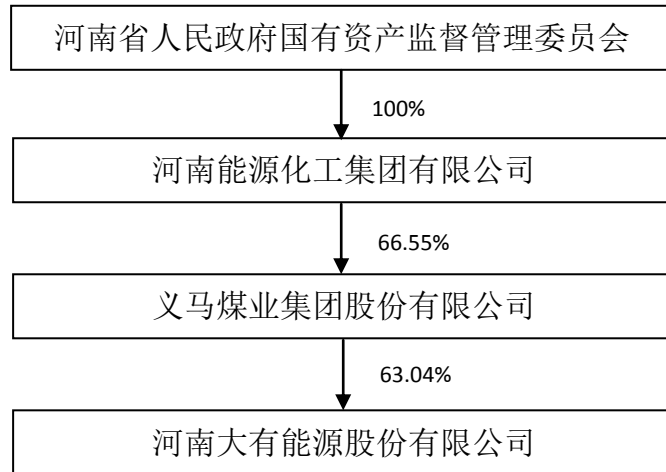 河南省人民政府国有资产监督管理委员会
100%
河南能源化工集团有限公司
66.55%
义马煤业集团股份有限公司
63.04%
河南大有能源股份有限公司